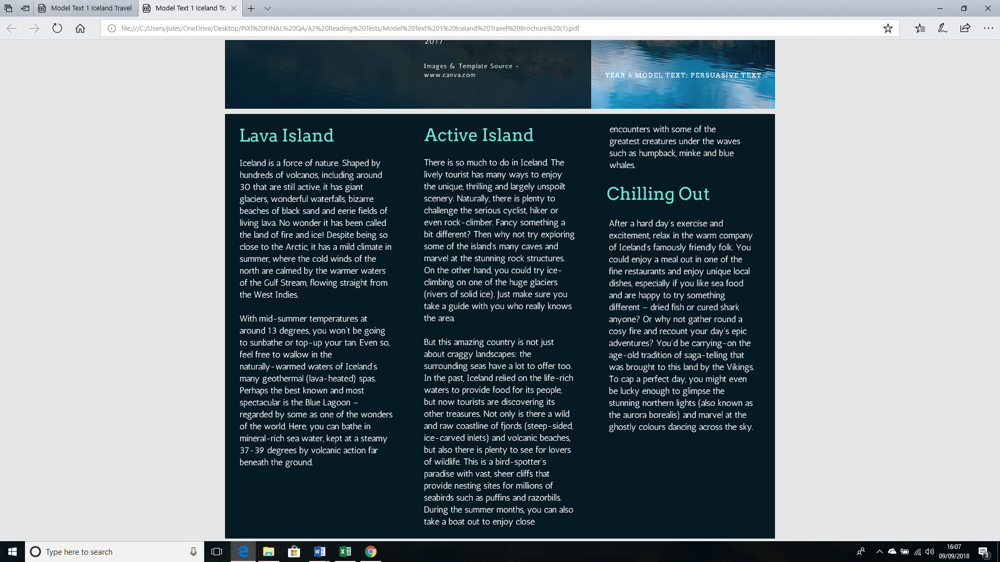 Model Text 1 Iceland Travel
Model Text 1 Iceland Tra
file:///C:/Users/jules/OneDrive/Desktop/PIXl%20FINAL%20QA/A2%20Reading%20Tests/Model%20Text%201%20Iceland%20Travel%20Brochure%20(1).pdf
2017
Images & Template Source -
www.canva.com
YEAR 6 MODEL TEXT: PERSUASIVE TEXT
Lava Island
Iceland is a force of nature. Shaped by
hundreds of volcanos, including around
30 that are still active, it has giant
glaciers, wonderful waterfalls, bizarre
beaches of black sand and eerie fields of
living lava. No wonder it has been called
the land of fire and ice! Despite being so
close to the Arctic, it has a mild climate in
summer, where the cold winds of the
north are calmed by the warmer waters
of the Gulf Stream, flowing straight from
the West Indies.
With mid-summer temperatures at
around 13 degrees, you won't be going
to sunbathe or top-up your tan. Even so,
feel free to wallow in the
naturally-warmed waters of Iceland's
many geothermal (lava-heated) spas.
Perhaps the best known and most
spectacular is the Blue Lagoon –
regarded by some as one of the wonders
of the world. Here, you can bathe in
mineral-rich sea water, kept at a steamy
37-39 degrees by volcanic action far
beneath the ground.
Active Island
There is so much to do in Iceland. The
lively tourist has many ways to enjoy
the unique, thrilling and largely unspoilt
scenery. Naturally, there is plenty to
challenge the serious cyclist, hiker or
even rock-climber. Fancy something a
bit different? Then why not try exploring
some of the island's many caves and
marvel at the stunning rock structures.
On the other hand, you could try ice-
climbing on one of the huge glaciers
(rivers of solid ice). Just make sure you
take a guide with you who really knows
the area.
But this amazing country is not just
about craggy landscapes: the
surrounding seas have a lot to offer too.
In the past, Iceland relied on the life-rich
waters to provide food for its people,
but now tourists are discovering its
other treasures. Not only is there a wild
and raw coastline of fjords (steep-sided,
ice-carved inlets) and volcanic beaches,
but also there is plenty to see for lovers
of wildlife. This is a bird-spotter's
paradise with vast, sheer cliffs that
provide nesting sites for millions of
seabirds such as puffins and razorbills.
During the summer months, you can also
take a boat out to enjoy close
encounters with some of the
greatest creatures under the waves
such as humpback, minke and blue
whales.
Chilling Out
After a hard day's exercise and
excitement, relax in the warm company
of Iceland's famously friendly folk. You
could enjoy a meal out in one of the
fine restaurants and enjoy unique local
dishes, especially if you like sea food
and are happy to try something
different – dried fish or cured shark
anyone? Or why not gather round a
cosy fire and recount your day's epic
adventures? You'd be carrying-on the
age-old tradition of saga-telling that
was brought to this land by the Vikings.
To cap a perfect day, you might even
be lucky enough to glimpse the
stunning northern lights (also known as
the aurora borealis) and marvel at the
ghostly colours dancing across the sky.
Type here to search
16:07
09/09/2018
3